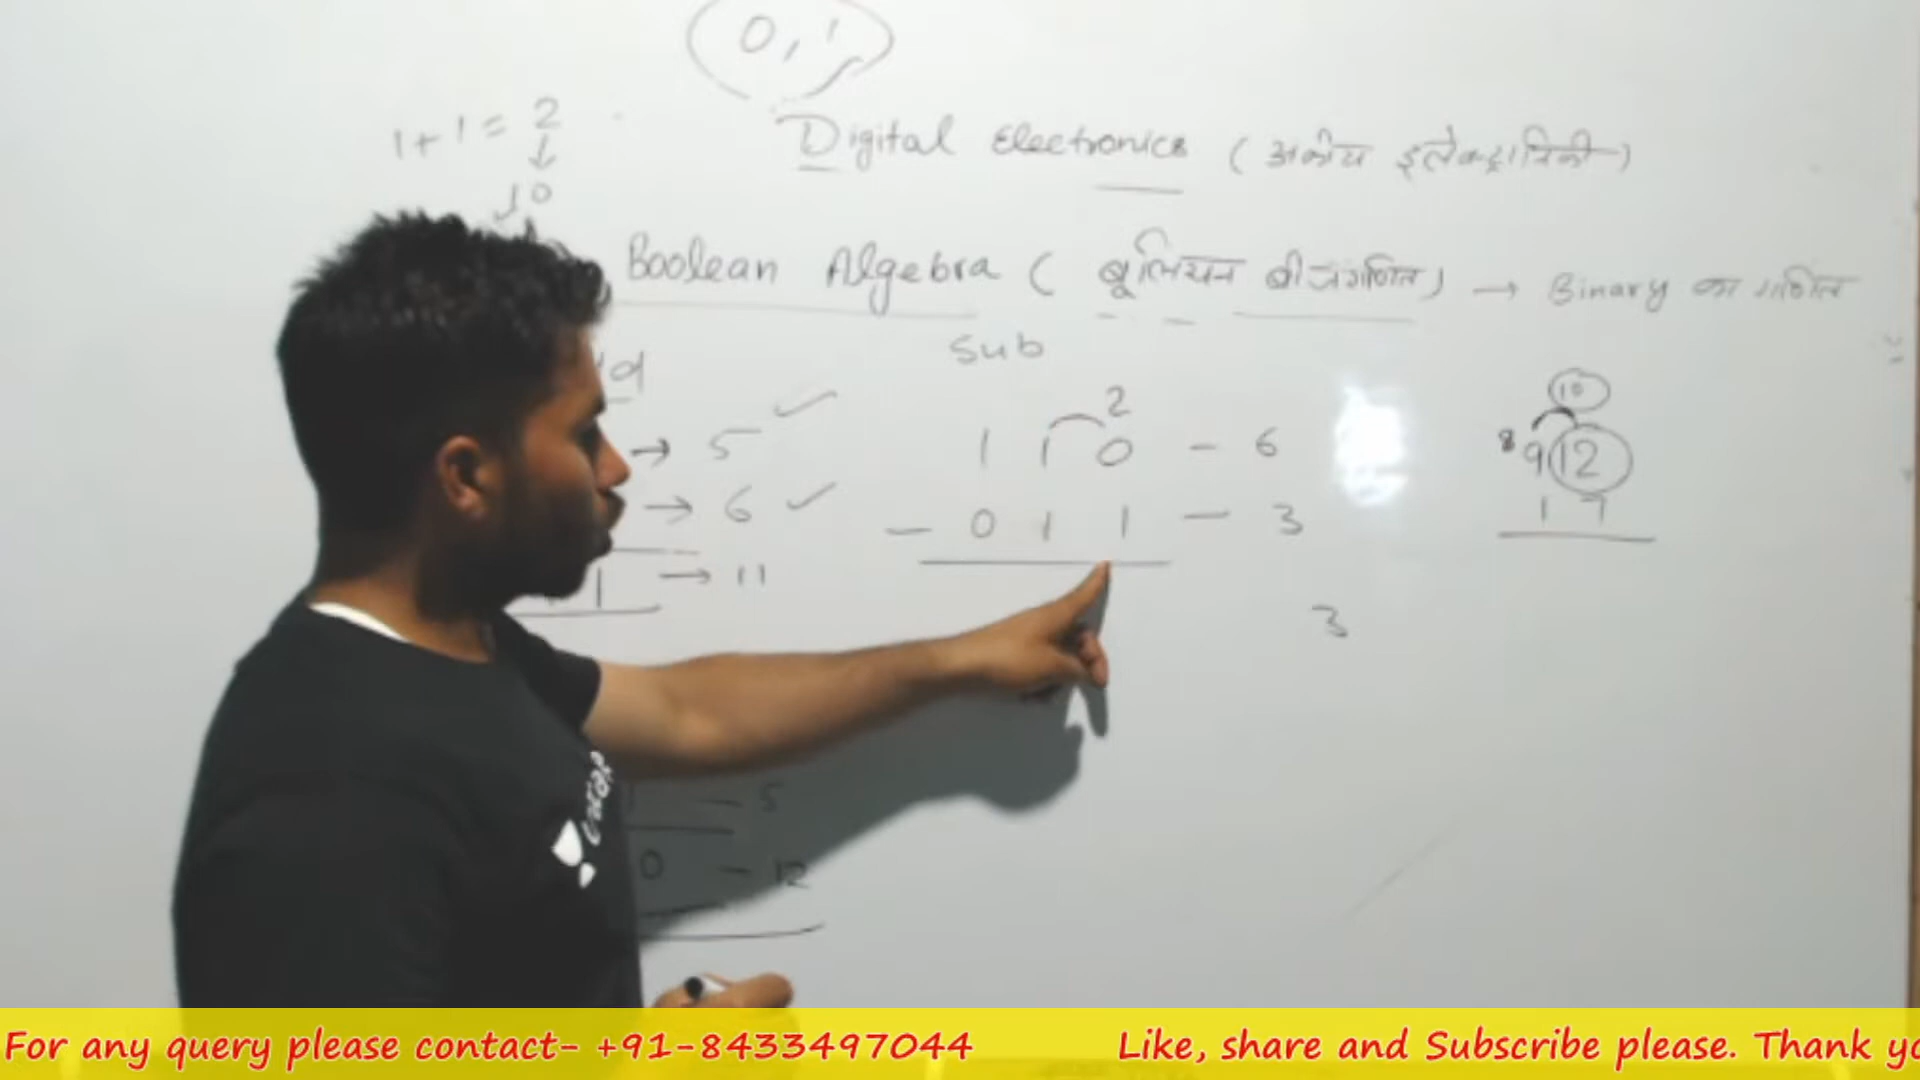 0, 1
1+1 = 2
↓
10
Digital Electronics (अंकीय इलेक्ट्रानिकी)
Boolean Algebra ( बूलियन बीजगणित) → Binary का गणित
Sub
2
1 1 0 - 6
- 0 1 1 - 3
3
→ 5 ✓
→ 6 ✓
1 → 11
10
8 9 12
1 7
- 5
0 - 12
For any query please contact- +91-8433497044 Like, share and Subscribe please. Thank yo